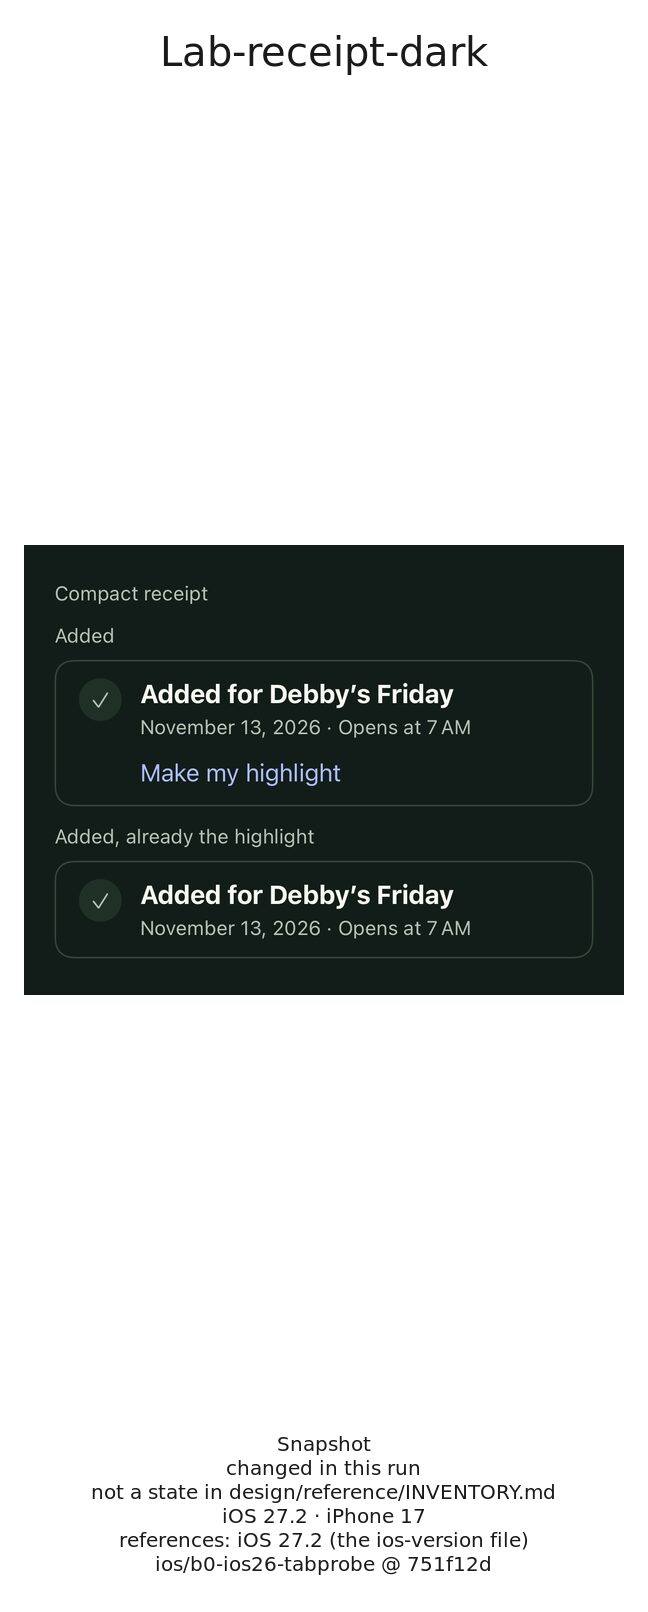 Lab-receipt-dark
Compact receipt
Added
Added for Debby’s Friday
November 13, 2026 · Opens at 7 AM
Make my highlight
Added, already the highlight
Added for Debby’s Friday
November 13, 2026 · Opens at 7 AM
Snapshot
changed in this run
not a state in design/reference/INVENTORY.md
iOS 27.2 · iPhone 17
references: iOS 27.2 (the ios-version file)
ios/b0-ios26-tabprobe @ 751f12d